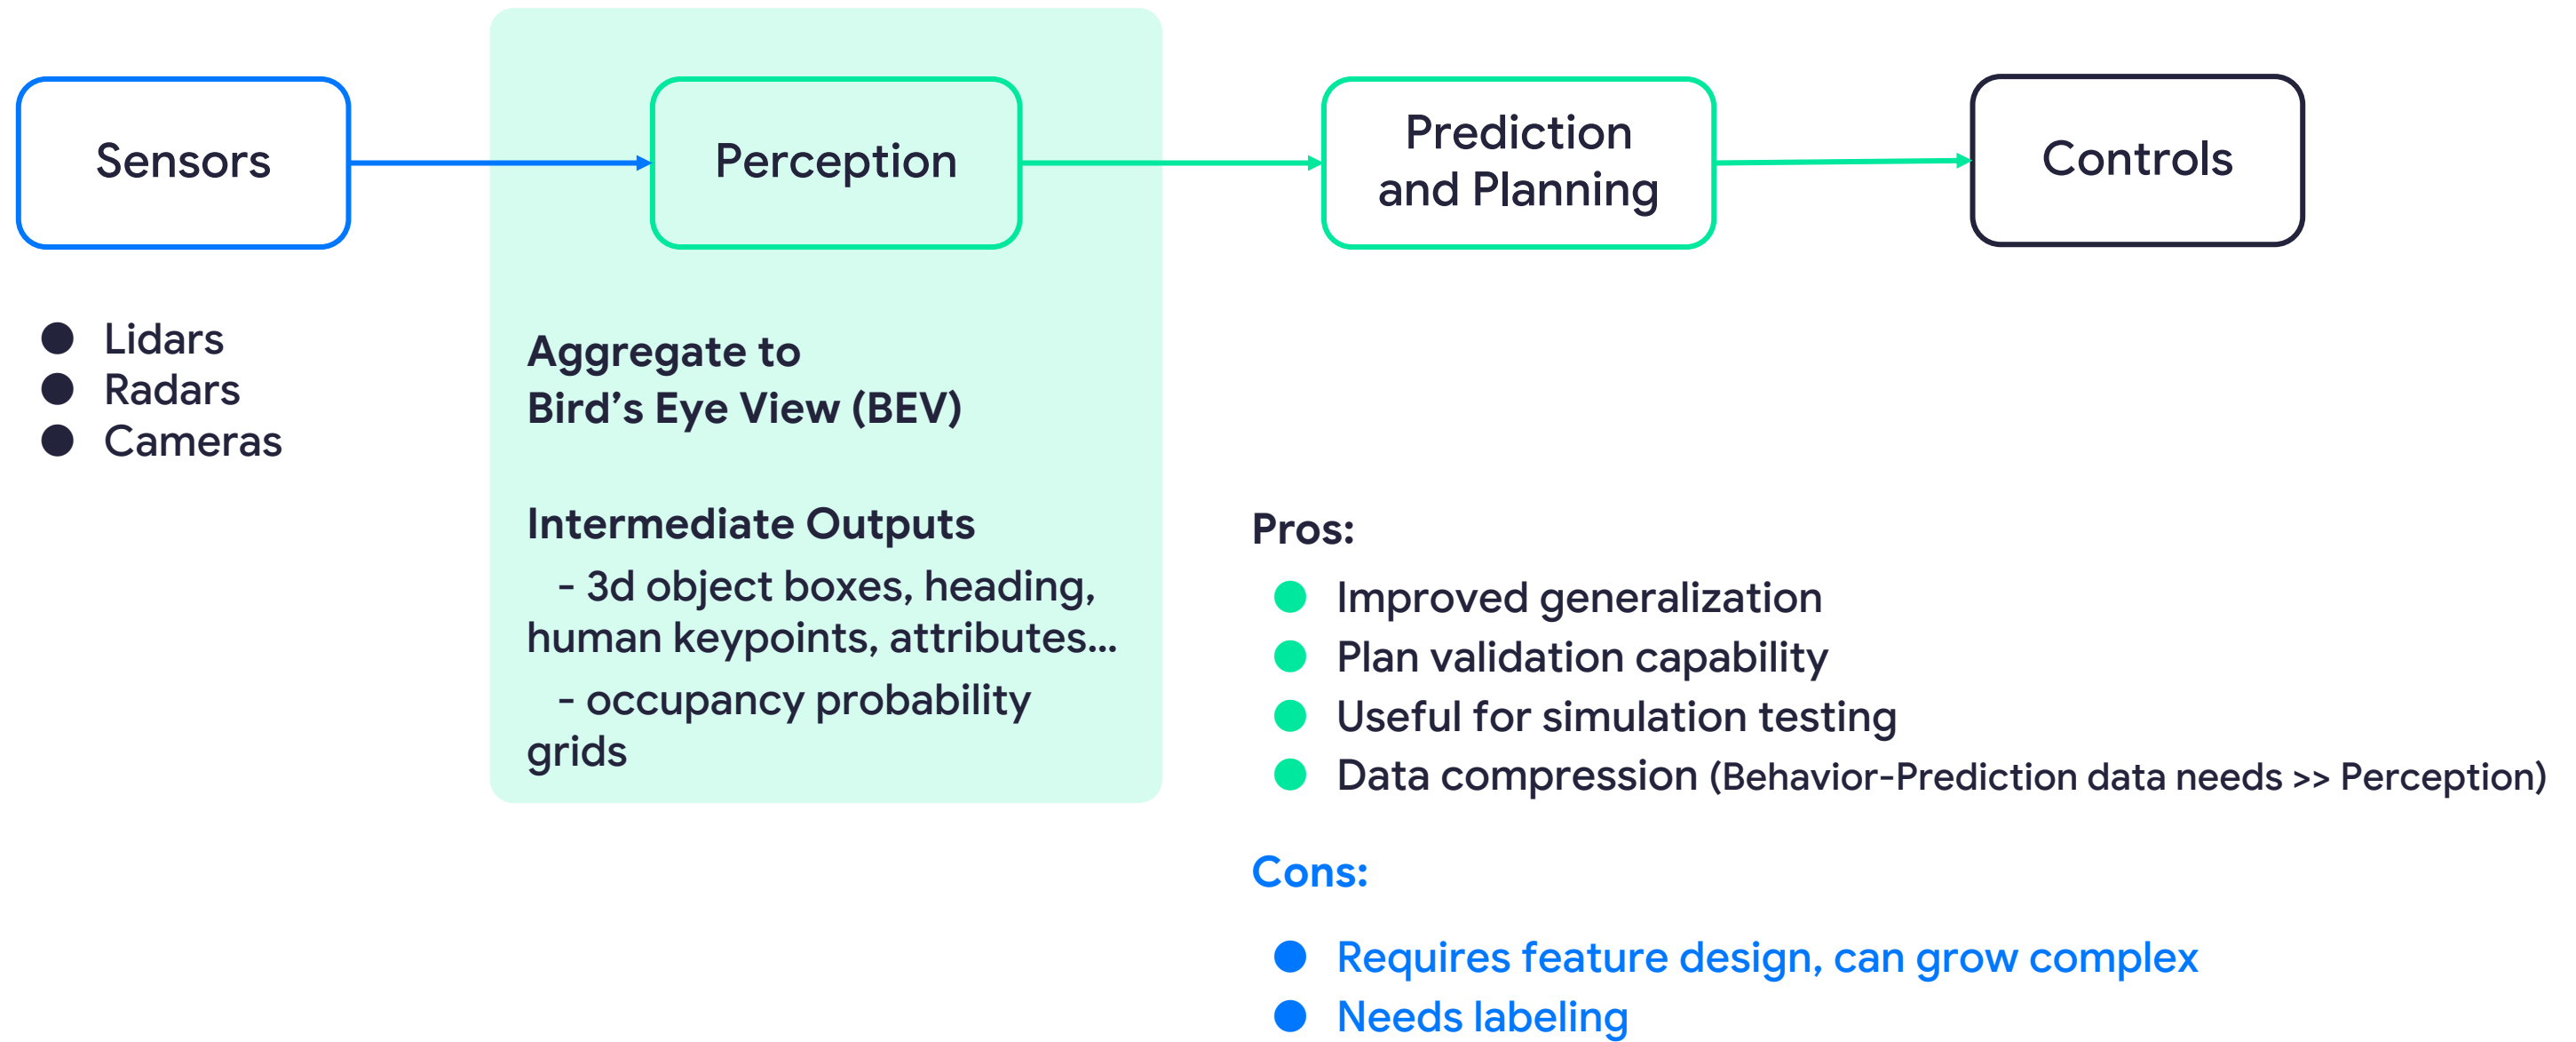 Sensors
Perception
Prediction
and Planning
Controls
Lidars
Radars
Cameras
Aggregate to
Bird’s Eye View (BEV)
Intermediate Outputs
- 3d object boxes, heading,
human keypoints, attributes...
- occupancy probability
grids
Pros:
Improved generalization
Plan validation capability
Useful for simulation testing
Data compression (Behavior-Prediction data needs >> Perception)
Cons:
Requires feature design, can grow complex
Needs labeling